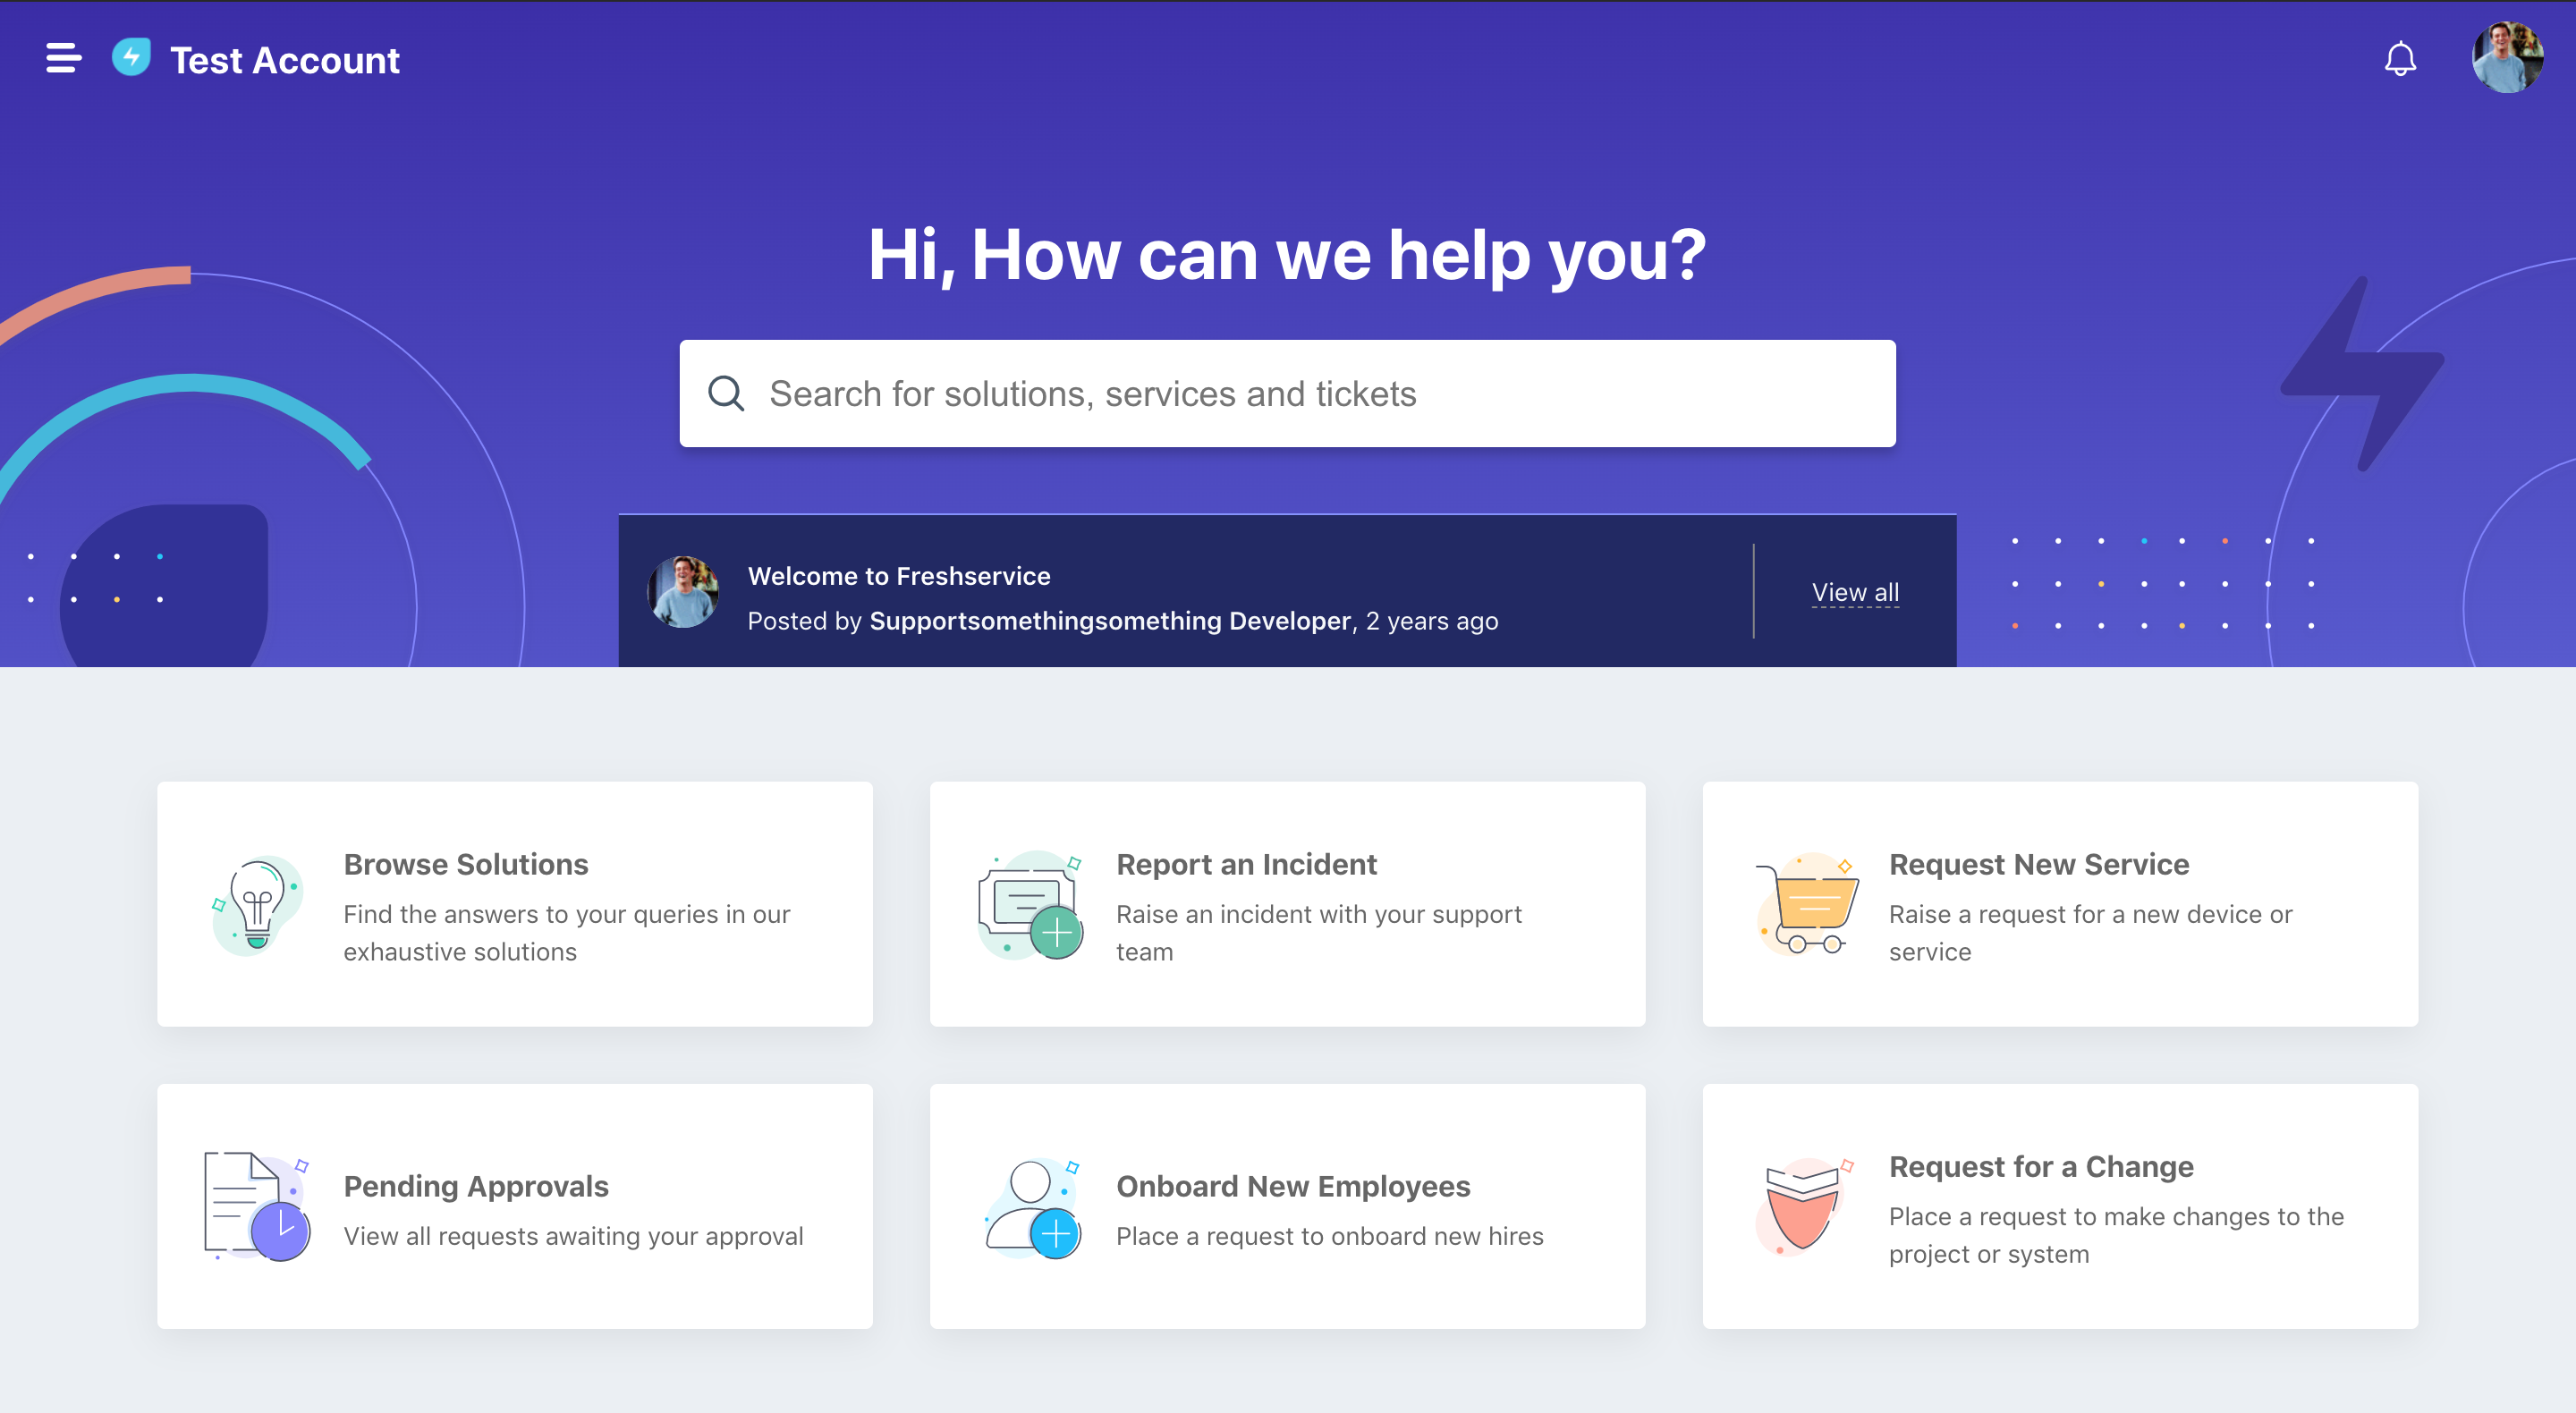 Test Account
Hi, How can we help you?
Search for solutions, services and tickets
Welcome to Freshservice
Posted by Supportsomethingsomething Developer, 2 years ago
View all
Browse Solutions
Find the answers to your queries in our
exhaustive solutions
Report an Incident
Raise an incident with your support
team
Request New Service
Raise a request for a new device or
service
Pending Approvals
View all requests awaiting your approval
Onboard New Employees
Place a request to onboard new hires
Request for a Change
Place a request to make changes to the
project or system